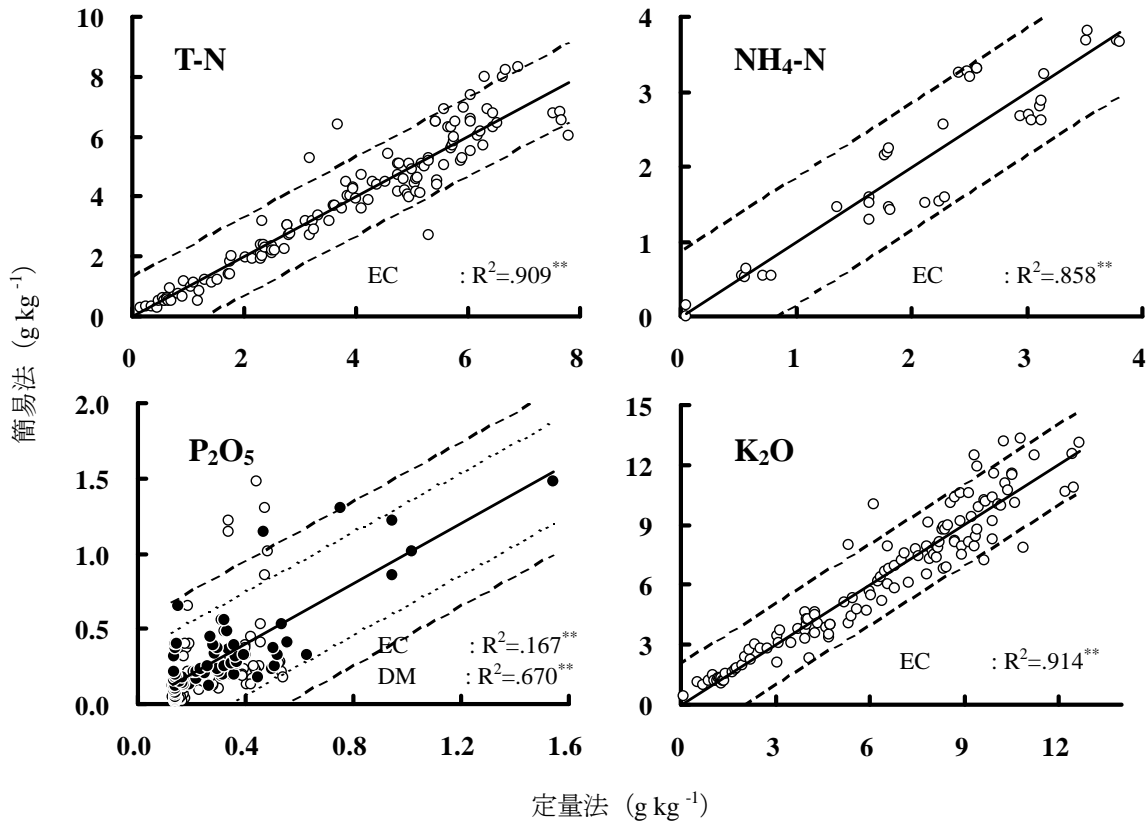 T-N
10
8
6
4
2
0
0 2 4 6 8
EC : R²=.909**
NH₄-N
4
3
2
1
0
0 1 2 3 4
EC : R²=.858**
簡易法（g kg⁻¹）
P₂O₅
2.0
1.5
1.0
0.5
0.0
0.0 0.4 0.8 1.2 1.6
EC : R²=.167**
DM : R²=.670**
K₂O
15
12
9
6
3
0
0 3 6 9 12
EC : R²=.914**
定量法（g kg⁻¹）